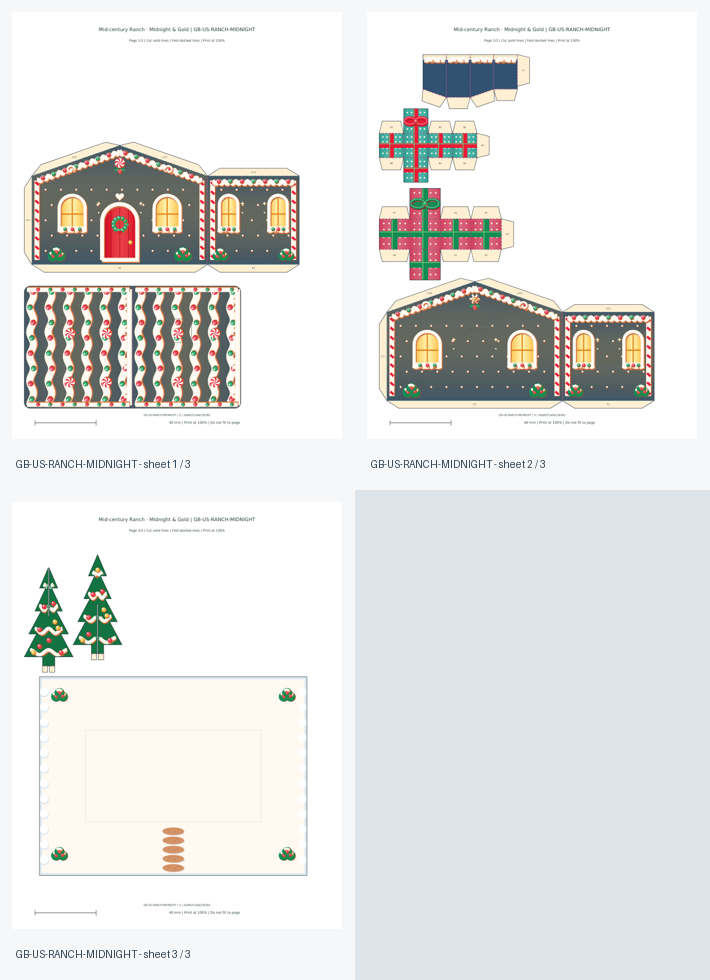 Mid-century Ranch · Midnight & Gold | GB-US-RANCH-MIDNIGHT
Page 1/3 | Cut solid lines | Fold dashed lines | Print at 100%
40 mm | Print at 100% | Do not fit to page
GB-US-RANCH-MIDNIGHT - sheet 1 / 3
Mid-century Ranch · Midnight & Gold | GB-US-RANCH-MIDNIGHT
Page 2/3 | Cut solid lines | Fold dashed lines | Print at 100%
40 mm | Print at 100% | Do not fit to page
GB-US-RANCH-MIDNIGHT - sheet 2 / 3
Mid-century Ranch · Midnight & Gold | GB-US-RANCH-MIDNIGHT
Page 3/3 | Cut solid lines | Fold dashed lines | Print at 100%
40 mm | Print at 100% | Do not fit to page
GB-US-RANCH-MIDNIGHT - sheet 3 / 3